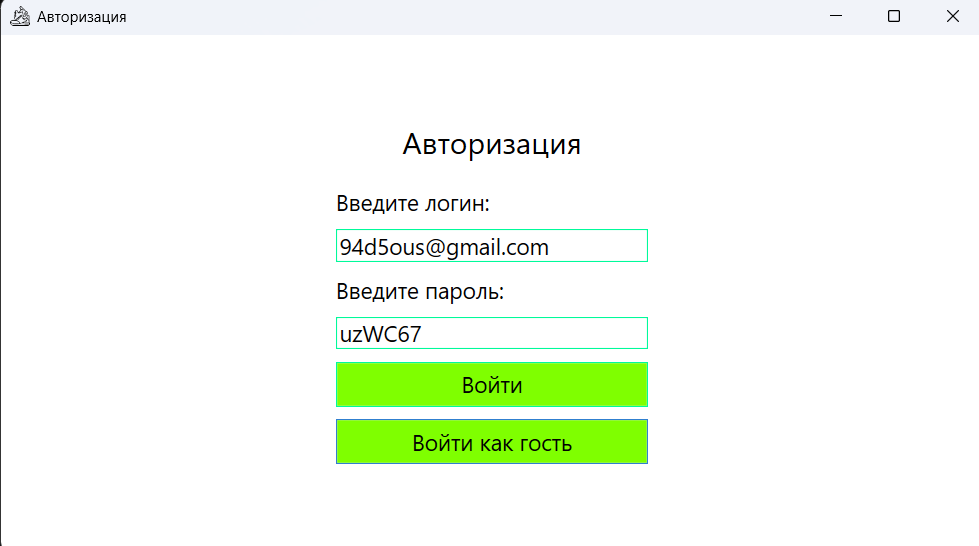 Авторизация
Авторизация
Введите логин:
94d5ous@gmail.com
Введите пароль:
uzWC67
Войти
Войти как гость